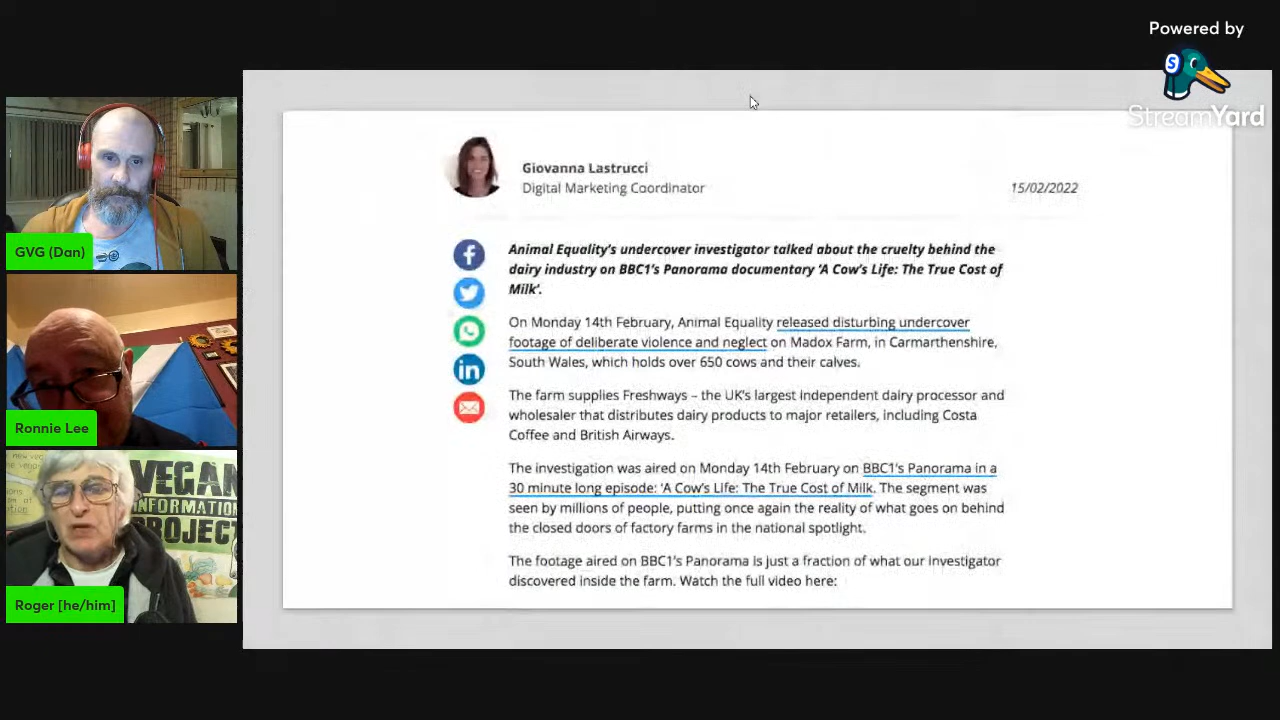 Powered by
S
StreamYard
GVG (Dan)
Ronnie Lee
VEGAN
INFORMATION
PROJECT
Roger [he/him]
Giovanna Lastrucci
Digital Marketing Coordinator
15/02/2022
Animal Equality's undercover investigator talked about the cruelty behind the
dairy industry on BBC1's Panorama documentary 'A Cow's Life: The True Cost of
Milk'.
On Monday 14th February, Animal Equality released disturbing undercover
footage of deliberate violence and neglect on Madox Farm, in Carmarthenshire,
South Wales, which holds over 650 cows and their calves.
The farm supplies Freshways – the UK's largest independent dairy processor and
wholesaler that distributes dairy products to major retailers, including Costa
Coffee and British Airways.
The investigation was aired on Monday 14th February on BBC1's Panorama in a
30 minute long episode: 'A Cow's Life: The True Cost of Milk. The segment was
seen by millions of people, putting once again the reality of what goes on behind
the closed doors of factory farms in the national spotlight.
The footage aired on BBC1's Panorama is just a fraction of what our investigator
discovered inside the farm. Watch the full video here: